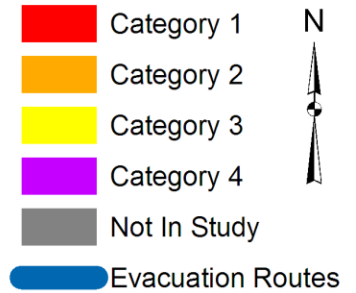 Category 1
N
Category 2
Category 3
Category 4
Not In Study
Evacuation Routes